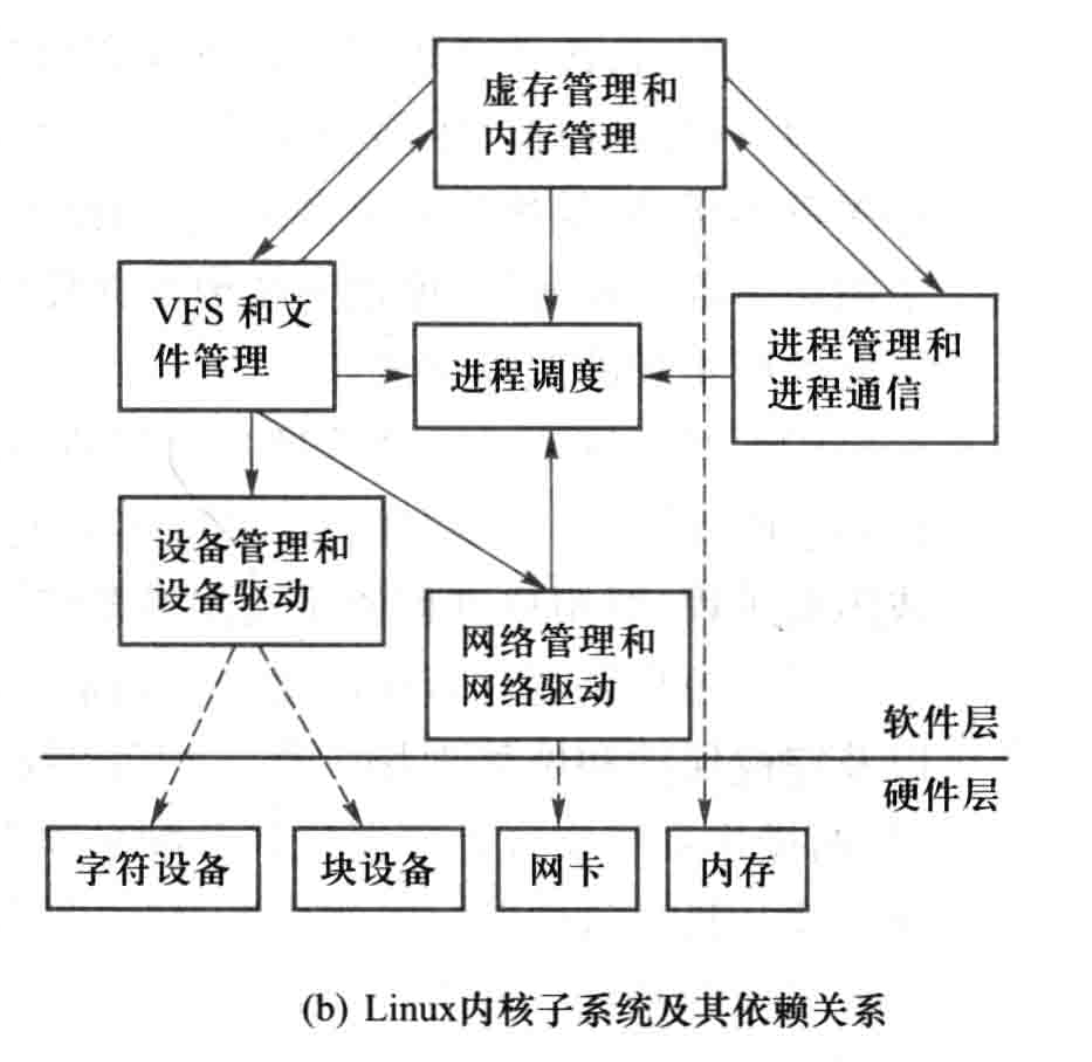 虚存管理和
内存管理
VFS 和文
件管理
进程调度
进程管理和
进程通信
设备管理和
设备驱动
网络管理和
网络驱动
软件层
硬件层
字符设备
块设备
网卡
内存
(b) Linux内核子系统及其依赖关系